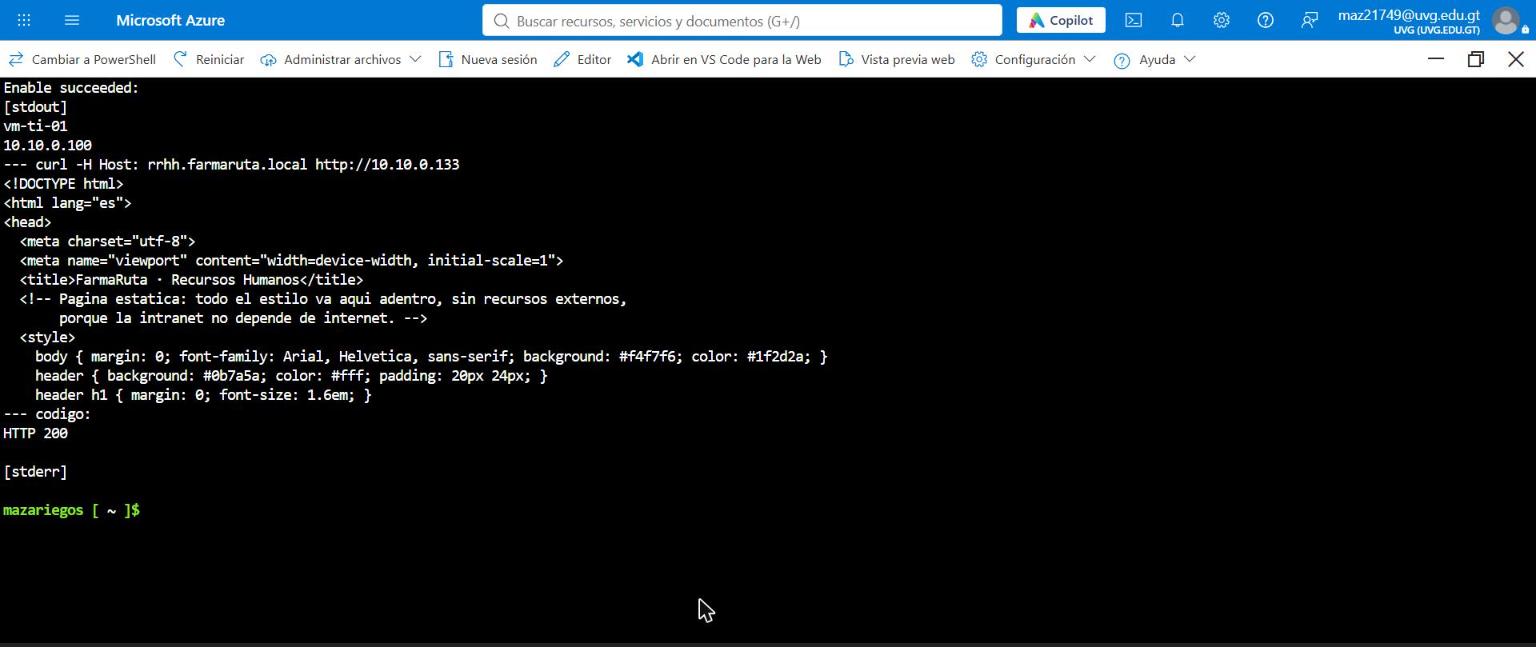 Microsoft Azure
Buscar recursos, servicios y documentos (G+/)
Copilot
maz21749@uvg.edu.gt
UVG (UVG.EDU.GT)
Cambiar a PowerShell
Reiniciar
Administrar archivos
Nueva sesión
Editor
Abrir en VS Code para la Web
Vista previa web
Configuración
Ayuda
Enable succeeded:
[stdout]
vm-ti-01
10.10.0.100
--- curl -H Host: rrhh.farmaruta.local http://10.10.0.133
<!DOCTYPE html>
<html lang="es">
<head>
  <meta charset="utf-8">
  <meta name="viewport" content="width=device-width, initial-scale=1">
  <title>FarmaRuta · Recursos Humanos</title>
  <!-- Pagina estatica: todo el estilo va aqui adentro, sin recursos externos,
       porque la intranet no depende de internet. -->
  <style>
    body { margin: 0; font-family: Arial, Helvetica, sans-serif; background: #f4f7f6; color: #1f2d2a; }
    header { background: #0b7a5a; color: #fff; padding: 20px 24px; }
    header h1 { margin: 0; font-size: 1.6em; }
--- codigo:
HTTP 200
[stderr]
mazariegos [ ~ ]$